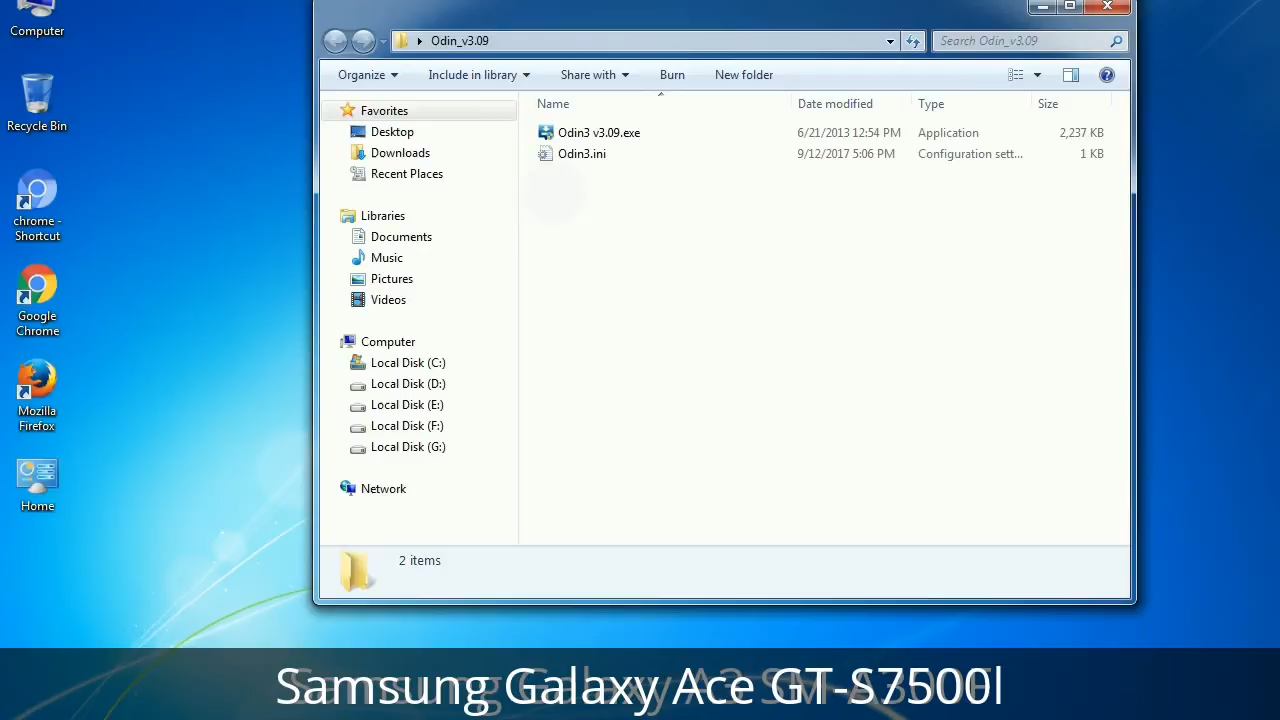 Computer
Recycle Bin
chrome - Shortcut
Google Chrome
Mozilla Firefox
Home
Odin_v3.09
Search Odin_v3.09
Organize
Include in library
Share with
Burn
New folder
Favorites
Desktop
Downloads
Recent Places
Libraries
Documents
Music
Pictures
Videos
Computer
Local Disk (C:)
Local Disk (D:)
Local Disk (E:)
Local Disk (F:)
Local Disk (G:)
Network
Name Date modified Type Size
Odin3 v3.09.exe 6/21/2013 12:54 PM Application 2,237 KB
Odin3.ini 9/12/2017 5:06 PM Configuration sett... 1 KB
2 items
Samsung Galaxy Ace GT-S7500l